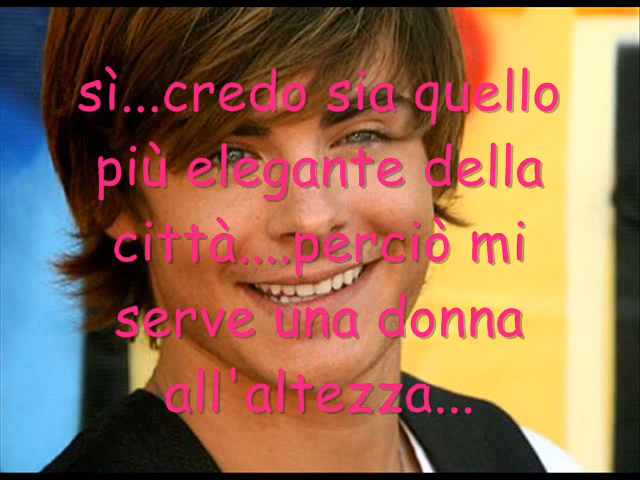 sì...credo sia quello
più elegante della
città....perciò mi
serve una donna
all'altezza...